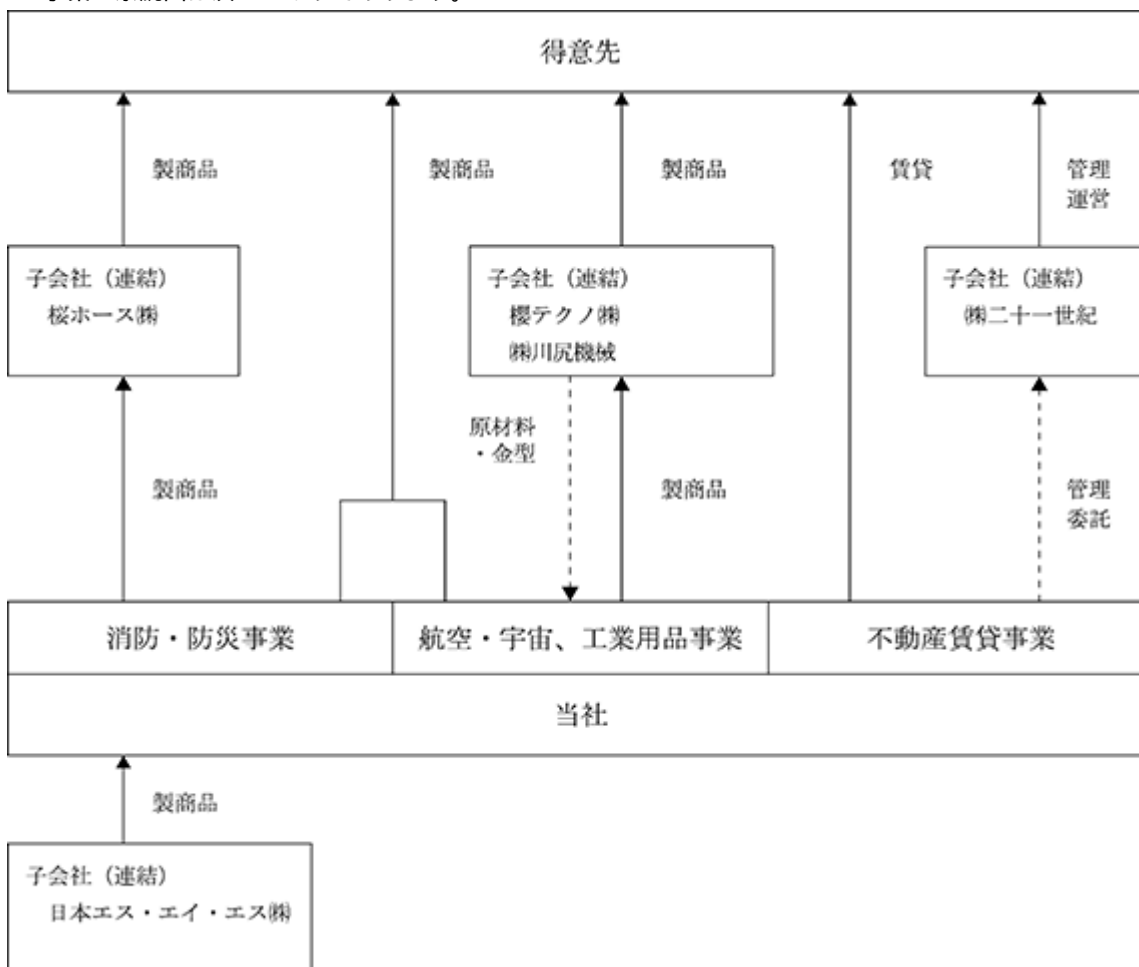 得意先
製商品
製商品
製商品
賃貸
管理
運営
子会社（連結）
桜ホース㈱
子会社（連結）
櫻テクノ㈱
㈱川尻機械
子会社（連結）
㈱二十一世紀
原材料
・金型
製商品
製商品
管理
委託
消防・防災事業
航空・宇宙、工業用品事業
不動産賃貸事業
当社
製商品
子会社（連結）
日本エス・エイ・エス㈱